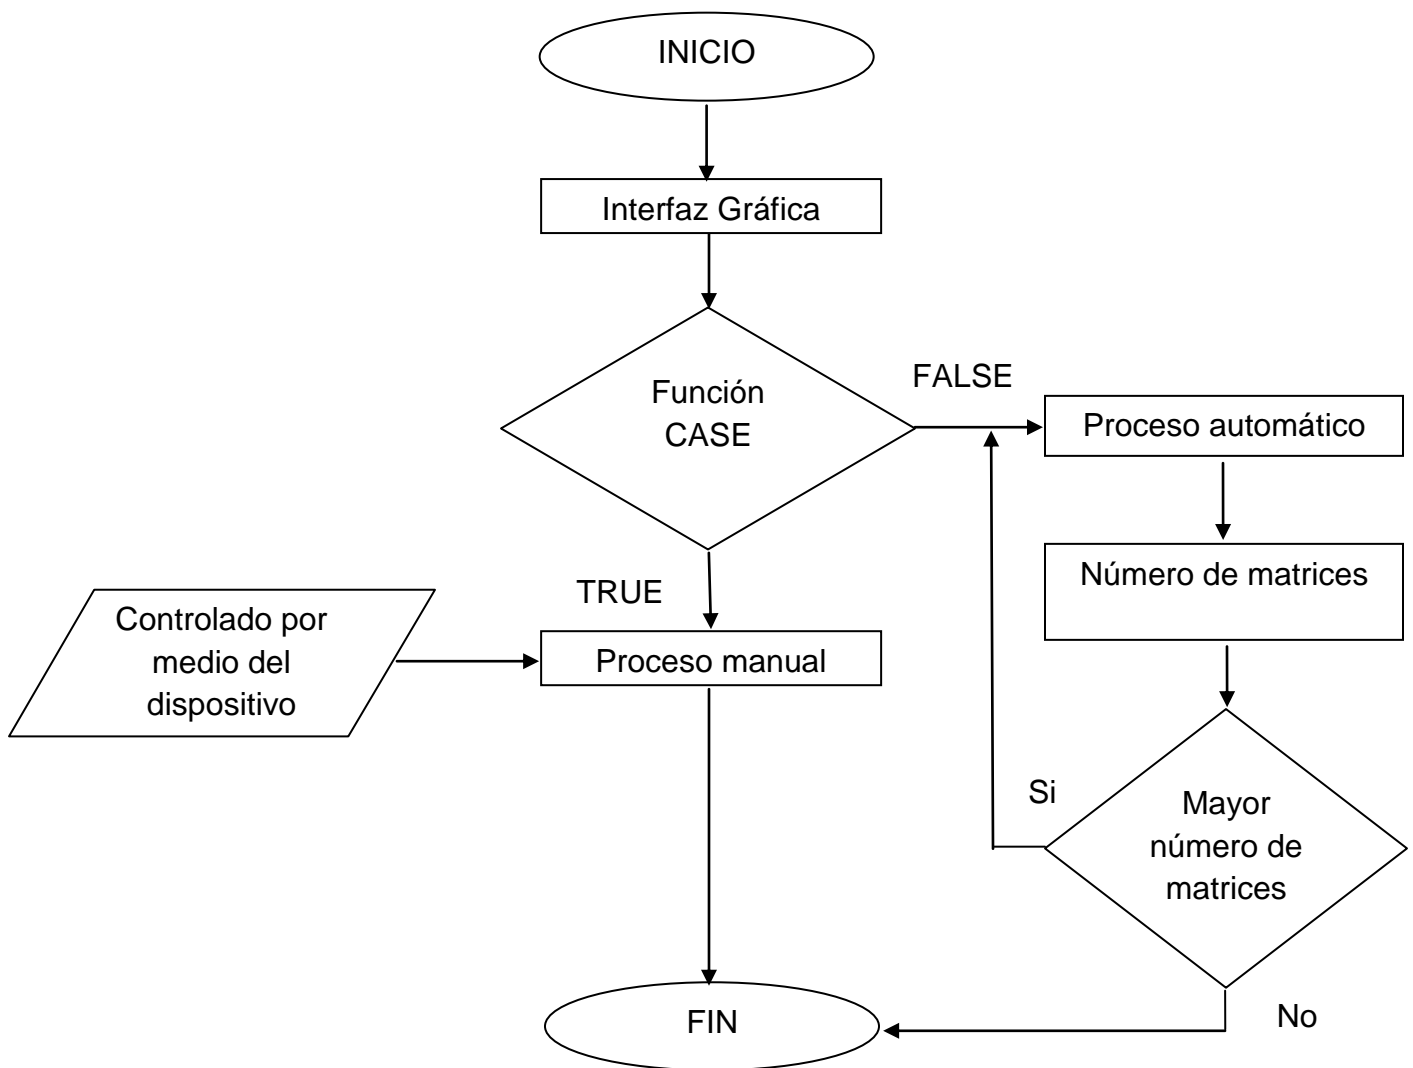 INICIO
Interfaz Gráfica
Función
CASE
FALSE
Proceso automático
Número de matrices
TRUE
Controlado por
medio del
dispositivo
Proceso manual
Si
Mayor
número de
matrices
FIN
No